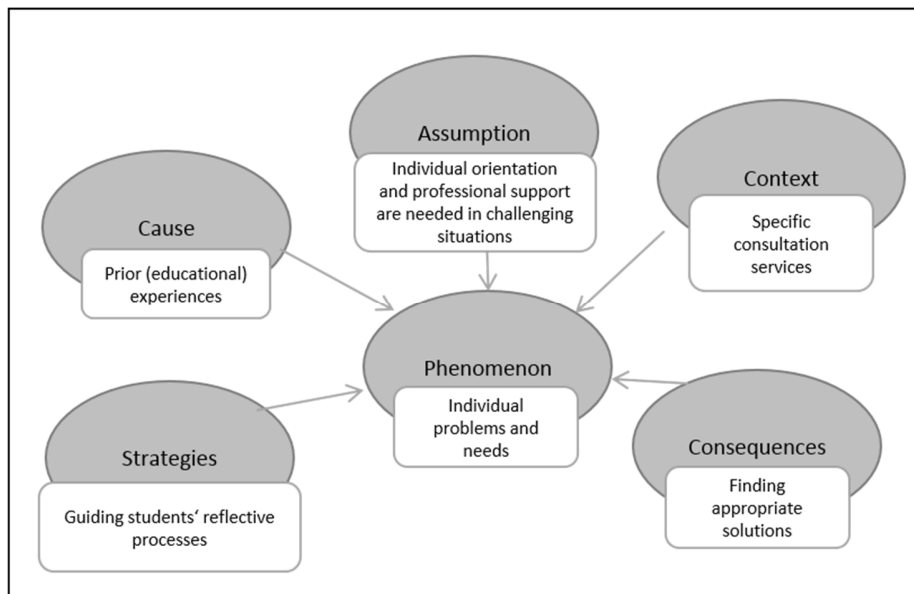 Assumption
Individual orientation
and professional support
are needed in challenging
situations
Context
Specific
consultation
services
Cause
Prior (educational)
experiences
Phenomenon
Individual
problems and
needs
Strategies
Guiding students‘ reflective
processes
Consequences
Finding
appropriate
solutions